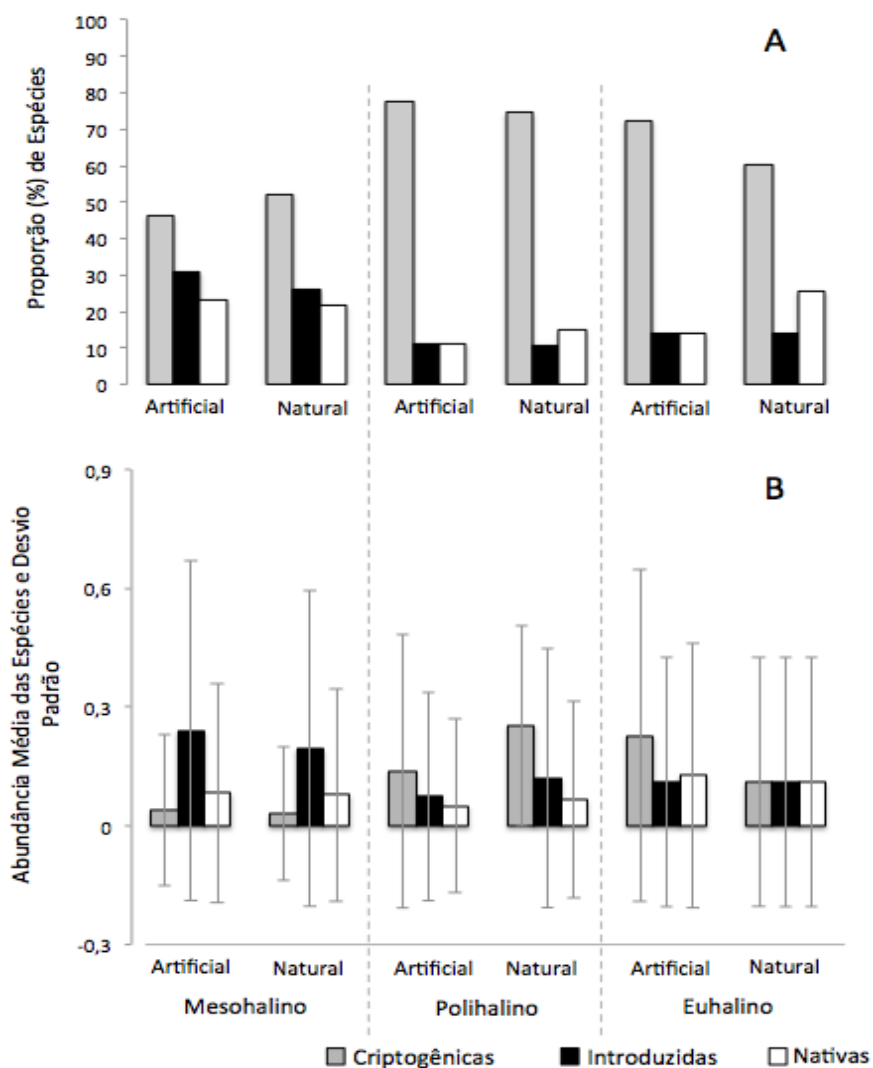 A
Proporção (%) de Espécies
100
90
80
70
60
50
40
30
20
10
0
Artificial
Natural
Artificial
Natural
Artificial
Natural
B
Abundância Média das Espécies e Desvio
Padrão
0,9
0,6
0,3
0
-0,3
Artificial
Natural
Artificial
Natural
Artificial
Natural
Mesohalino
Polihalino
Euhalino
Criptogênicas
Introduzidas
Nativas